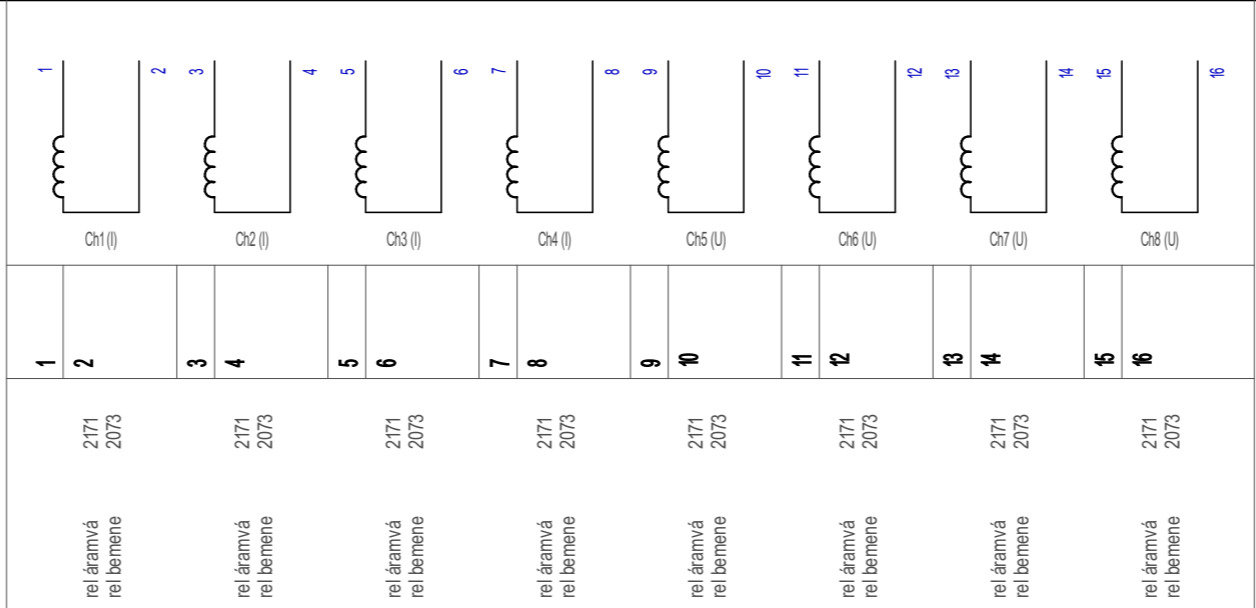 1 2 3 4 5 6 7 8 9 10 11 12 13 14 15 16
Ch1 (I) Ch2 (I) Ch3 (I) Ch4 (I) Ch5 (U) Ch6 (U) Ch7 (U) Ch8 (U)
1 2 3 4 5 6 7 8 9 10 11 12 13 14 15 16
2171 2171 2171 2171 2171 2171 2171 2171
2073 2073 2073 2073 2073 2073 2073 2073
rel áramvá rel áramvá rel áramvá rel áramvá rel áramvá rel áramvá rel áramvá rel áramvá
rel bemene rel bemene rel bemene rel bemene rel bemene rel bemene rel bemene rel bemene